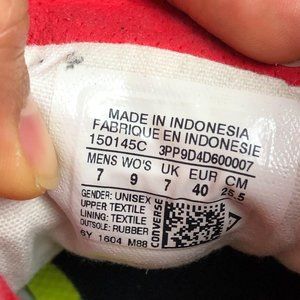 MADE IN INDONESIA
FABRIQUE EN INDONESIE
150145C 3PP9D4D600007
MENS WO'S UK EUR CM
7 9 7 40 25.5
GENDER: UNISEX
UPPER: TEXTILE
LINING: TEXTILE
OUTSOLE: RUBBER
6Y 1604 M88
CONVERSE